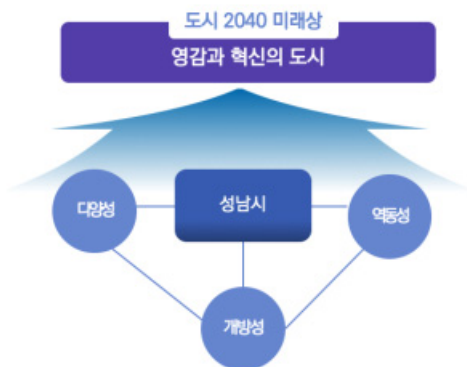 도시 2040 미래상
영감과 혁신의 도시
다양성
성남시
역동성
개방성